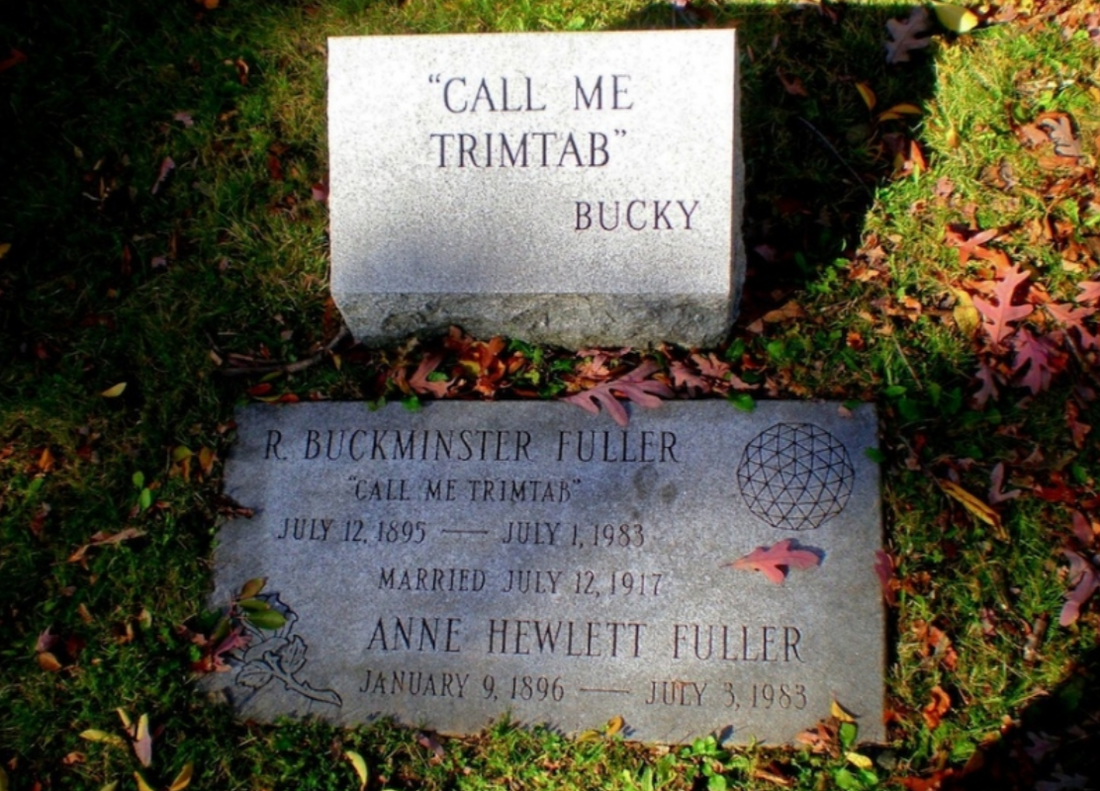 “CALL ME
TRIMTAB”
BUCKY
R. BUCKMINSTER FULLER
“CALL ME TRIMTAB”
JULY 12, 1895 — JULY 1, 1983
MARRIED JULY 12, 1917
ANNE HEWLETT FULLER
JANUARY 9, 1896 — JULY 3, 1983